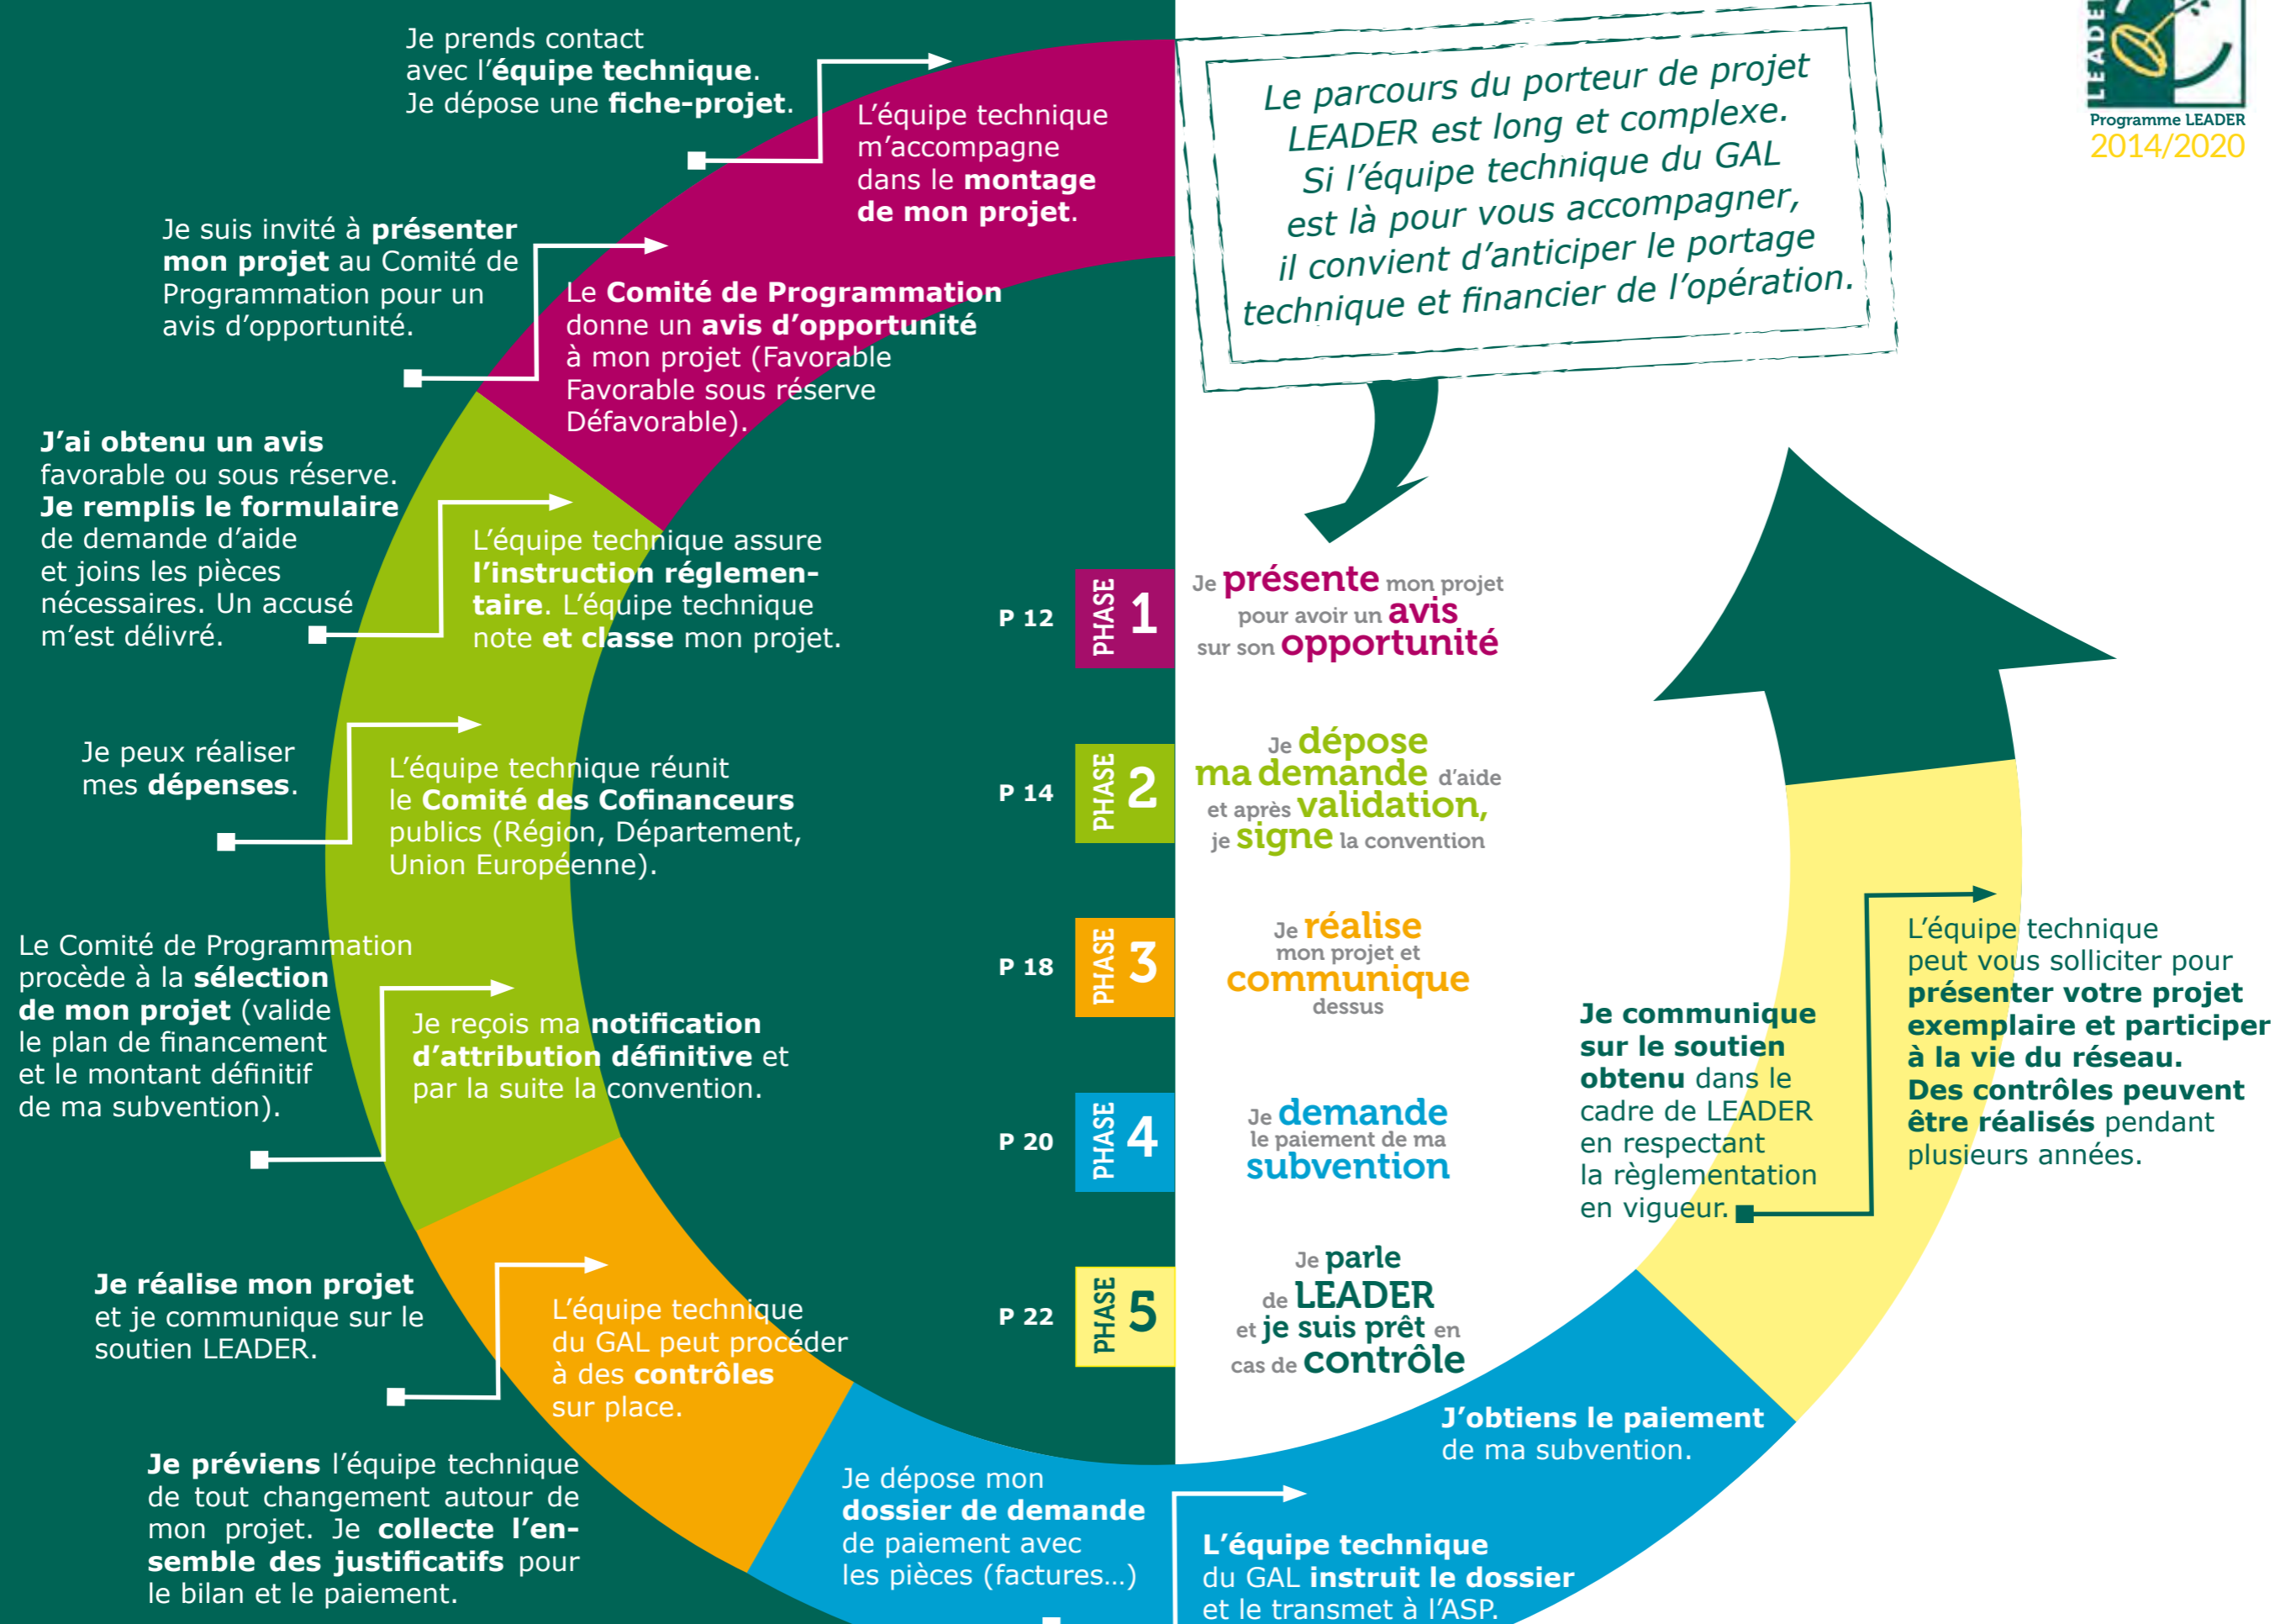 Je prends contact
avec l’équipe technique.
Je dépose une fiche-projet.
L’équipe technique
m’accompagne
dans le montage
de mon projet.
Je suis invité à présenter
mon projet au Comité de
Programmation pour un
avis d’opportunité.
Le Comité de Programmation
donne un avis d’opportunité
à mon projet (Favorable
Favorable sous réserve
Défavorable).
J’ai obtenu un avis
favorable ou sous réserve.
Je remplis le formulaire
de demande d’aide
et joins les pièces
nécessaires. Un accusé
m’est délivré.
L’équipe technique assure
l’instruction réglemen-
taire. L’équipe technique
note et classe mon projet.
Je peux réaliser
mes dépenses.
L’équipe technique réunit
le Comité des Cofinanceurs
publics (Région, Département,
Union Européenne).
Le Comité de Programmation
procède à la sélection
de mon projet (valide
le plan de financement
et le montant définitif
de ma subvention).
Je reçois ma notification
d’attribution définitive et
par la suite la convention.
Je réalise mon projet
et je communique sur le
soutien LEADER.
L’équipe technique
du GAL peut procéder
à des contrôles
sur place.
Je préviens l’équipe technique
de tout changement autour de
mon projet. Je collecte l’en-
semble des justificatifs pour
le bilan et le paiement.
Je dépose mon
dossier de demande
de paiement avec
les pièces (factures...)
L’équipe technique
du GAL instruit le dossier
et le transmet à l’ASP.
J’obtiens le paiement
de ma subvention.
Je communique
sur le soutien
obtenu dans le
cadre de LEADER
en respectant
la règlementation
en vigueur.
L’équipe technique
peut vous solliciter pour
présenter votre projet
exemplaire et participer
à la vie du réseau.
Des contrôles peuvent
être réalisés pendant
plusieurs années.
Le parcours du porteur de projet
LEADER est long et complexe.
Si l’équipe technique du GAL
est là pour vous accompagner,
il convient d’anticiper le portage
technique et financier de l’opération.
LEADER
Programme LEADER
2014/2020
P 12
PHASE 1
Je présente mon projet
pour avoir un avis
sur son opportunité
P 14
PHASE 2
Je dépose
ma demande d’aide
et après validation,
je signe la convention
P 18
PHASE 3
Je réalise
mon projet et
communique
dessus
P 20
PHASE 4
Je demande
le paiement de ma
subvention
P 22
PHASE 5
Je parle
de LEADER
et je suis prêt en
cas de contrôle